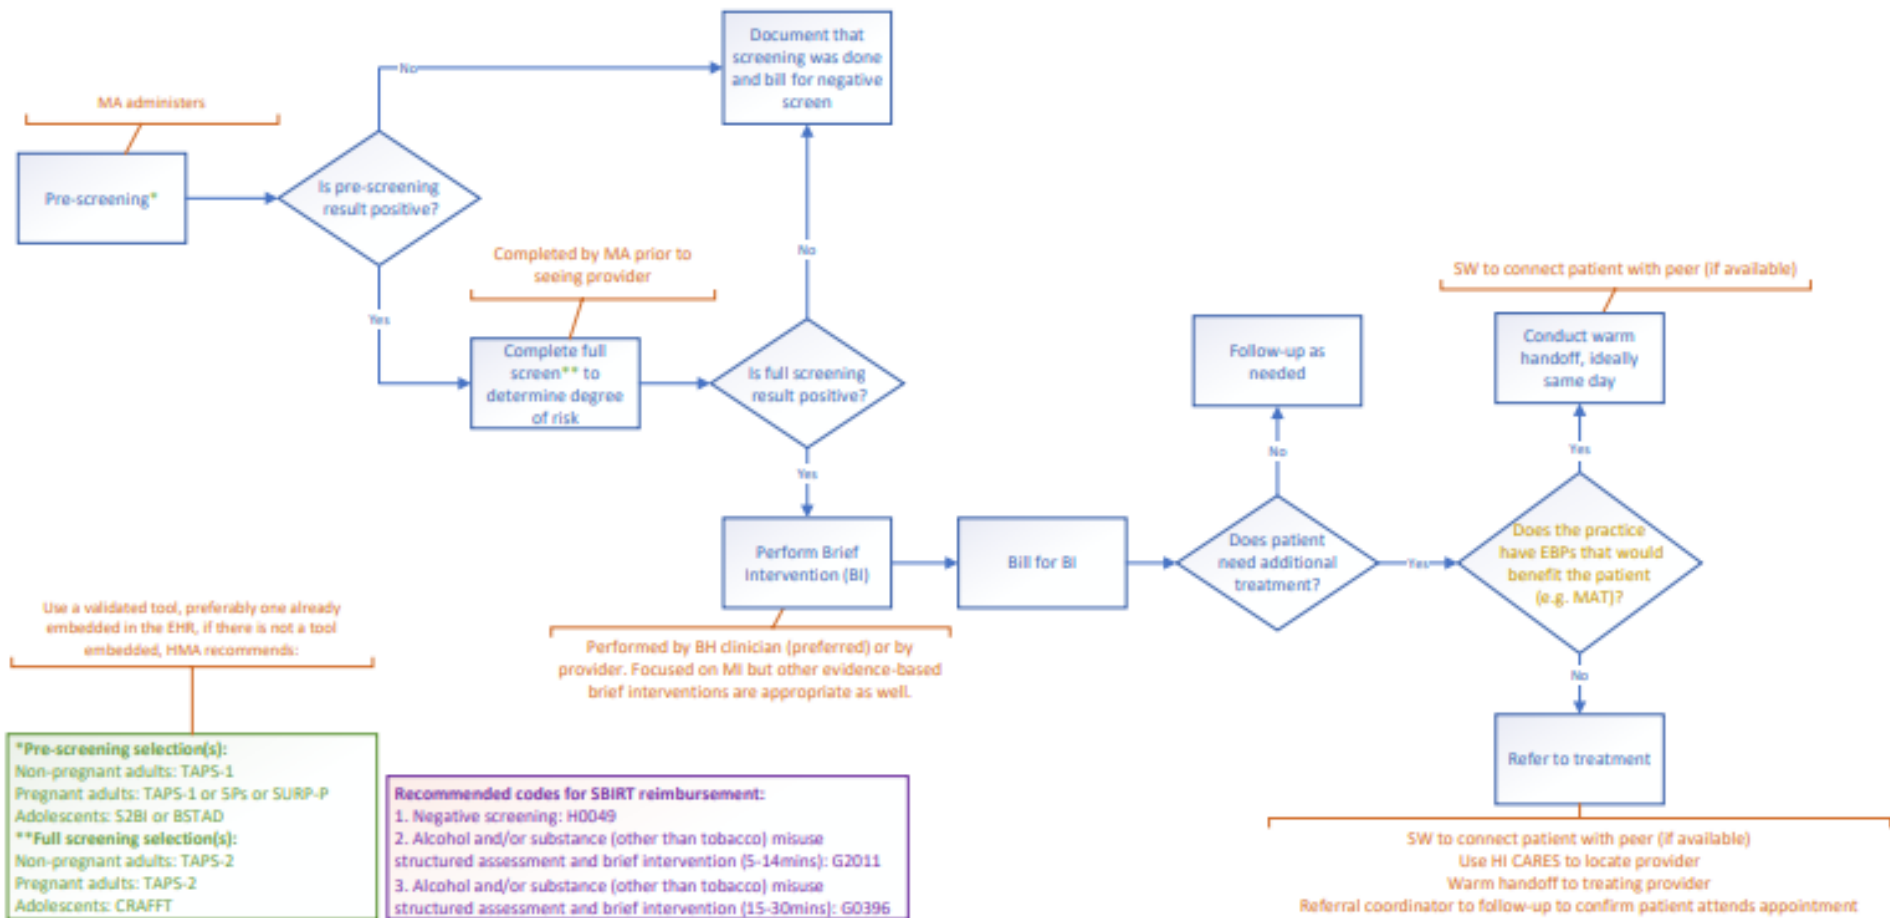 Document that
screening was done
and bill for negative
screen
No
MA administers
Pre-screening*
Is pre-screening
result positive?
Yes
Completed by MA prior to
seeing provider
Complete full
screen** to
determine degree
of risk
No
Is full screening
result positive?
Yes
SW to connect patient with peer (if available)
Follow-up as
needed
Conduct warm
handoff, ideally
same day
No
Yes
Perform Brief
Intervention (BI)
Bill for BI
Does patient
need additional
treatment?
Yes
Does the practice
have EBPs that would
benefit the patient
(e.g. MAT)?
Performed by BH clinician (preferred) or by
provider. Focused on MI but other evidence-based
brief interventions are appropriate as well.
No
Refer to treatment
SW to connect patient with peer (if available)
Use HI CARES to locate provider
Warm handoff to treating provider
Referral coordinator to follow-up to confirm patient attends appointment
Use a validated tool, preferably one already
embedded in the EHR, if there is not a tool
embedded, HMA recommends:
*Pre-screening selection(s):
Non-pregnant adults: TAPS-1
Pregnant adults: TAPS-1 or 5Ps or SURP-P
Adolescents: S2BI or BSTAD
**Full screening selection(s):
Non-pregnant adults: TAPS-2
Pregnant adults: TAPS-2
Adolescents: CRAFFT
Recommended codes for SBIRT reimbursement:
1. Negative screening: H0049
2. Alcohol and/or substance (other than tobacco) misuse
structured assessment and brief intervention (5-14mins): G2011
3. Alcohol and/or substance (other than tobacco) misuse
structured assessment and brief intervention (15-30mins): G0396